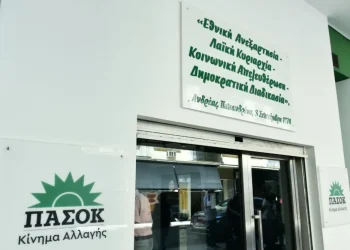 «Εθνική Ανεξαρτησία -
Λαϊκή Κυριαρχία -
Κοινωνική Απελευθέρωση -
Δημοκρατική Διαδικασία».
Ανδρέας Παπανδρέου, 3 Σεπτέμβρη 1974
ΠΑΣΟΚ
Κίνημα Αλλαγής
ΠΑΣΟΚ
Κίνημα Αλλαγής